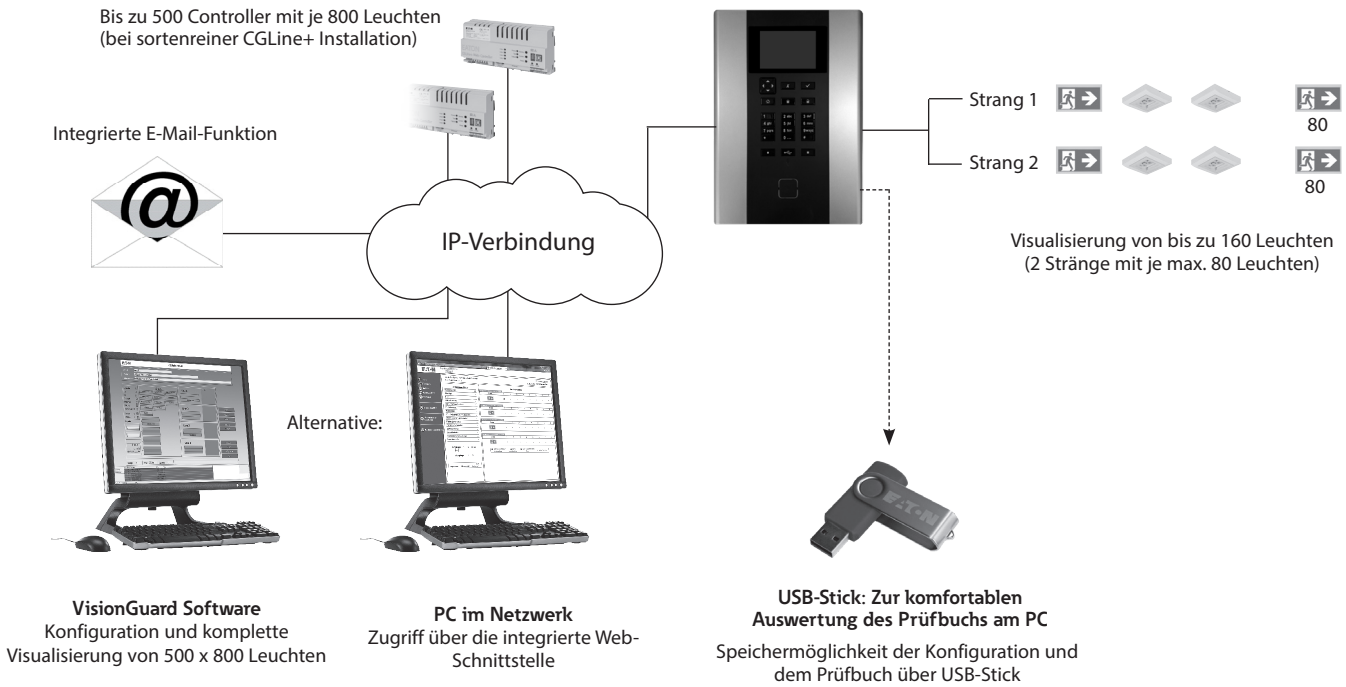 Bis zu 500 Controller mit je 800 Leuchten
(bei sortenreiner CGLine+ Installation)
Integrierte E-Mail-Funktion
@
IP-Verbindung
Strang 1
80
Strang 2
80
Visualisierung von bis zu 160 Leuchten
(2 Stränge mit je max. 80 Leuchten)
Alternative:
EATON
VisionGuard Software
Konfiguration und komplette
Visualisierung von 500 x 800 Leuchten
PC im Netzwerk
Zugriff über die integrierte Web-
Schnittstelle
USB-Stick: Zur komfortablen
Auswertung des Prüfbuchs am PC
Speichermöglichkeit der Konfiguration und
dem Prüfbuch über USB-Stick